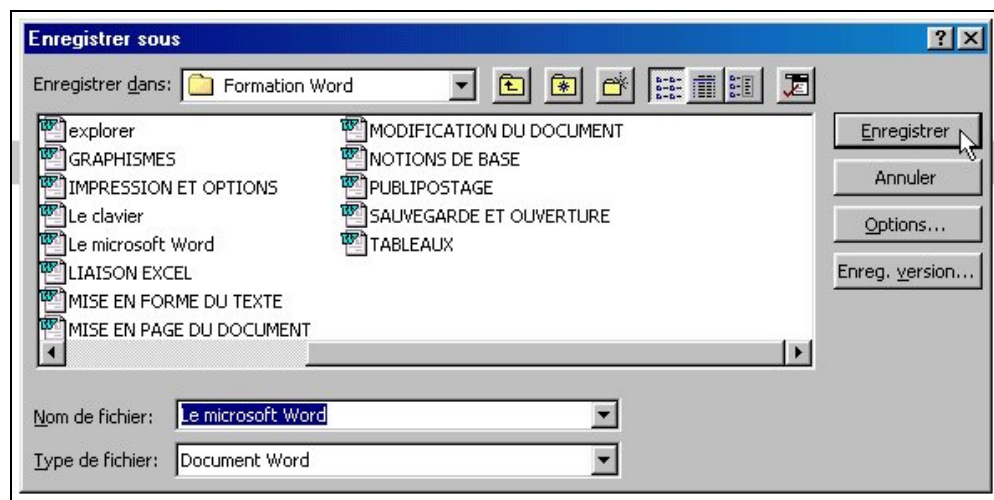 Enregistrer sous
Enregistrer dans: Formation Word
explorer
GRAPHISMES
IMPRESSION ET OPTIONS
Le clavier
Le microsoft Word
LIAISON EXCEL
MISE EN FORME DU TEXTE
MISE EN PAGE DU DOCUMENT
MODIFICATION DU DOCUMENT
NOTIONS DE BASE
PUBLIPOSTAGE
SAUVEGARDE ET OUVERTURE
TABLEAUX
Enregistrer
Annuler
Options...
Enreg. version...
Nom de fichier: Le microsoft Word
Type de fichier: Document Word